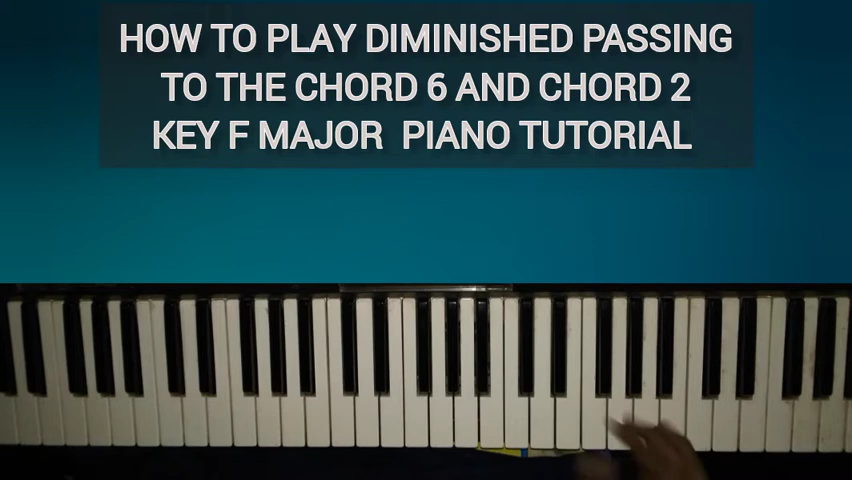 HOW TO PLAY DIMINISHED PASSING
TO THE CHORD 6 AND CHORD 2
KEY F MAJOR PIANO TUTORIAL